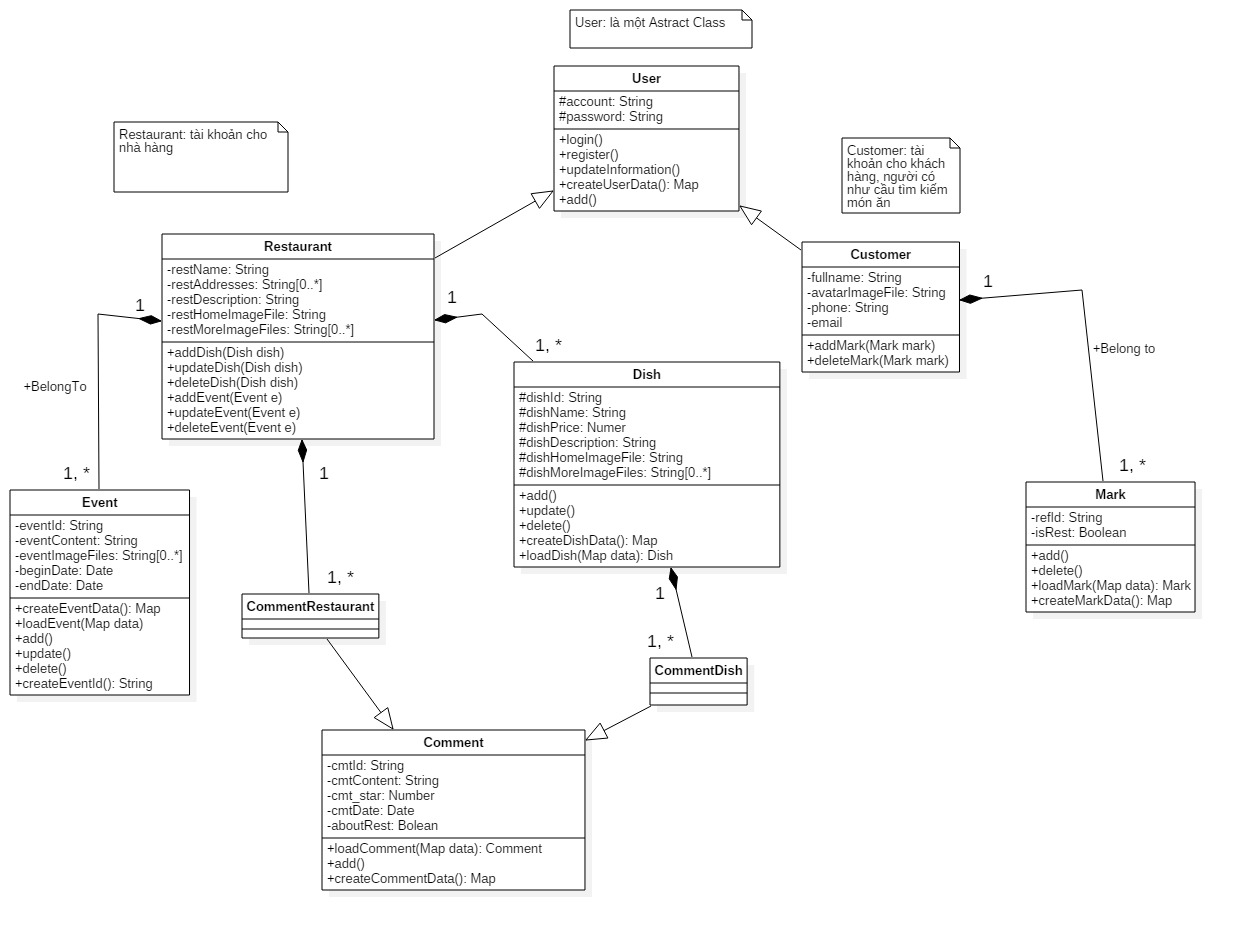 User: là một Astract Class
User
#account: String
#password: String
+login()
+register()
+updateInformation()
+createUserData(): Map
+add()
Restaurant: tài khoản cho
nhà hàng
Customer: tài
khoản cho khách
hàng, người có
như cầu tìm kiếm
món ăn
Restaurant
-restName: String
-restAddresses: String[0..*]
-restDescription: String
-restHomeImageFile: String
-restMoreImageFiles: String[0..*]
+addDish(Dish dish)
+updateDish(Dish dish)
+deleteDish(Dish dish)
+addEvent(Event e)
+updateEvent(Event e)
+deleteEvent(Event e)
Customer
-fullname: String
-avatarImageFile: String
-phone: String
-email
+addMark(Mark mark)
+deleteMark(Mark mark)
1
1
1
+BelongTo
1, *
1
1, *
+Belong to
1, *
Dish
#dishId: String
#dishName: String
#dishPrice: Numer
#dishDescription: String
#dishHomeImageFile: String
#dishMoreImageFiles: String[0..*]
+add()
+update()
+delete()
+createDishData(): Map
+loadDish(Map data): Dish
Event
-eventId: String
-eventContent: String
-eventImageFiles: String[0..*]
-beginDate: Date
-endDate: Date
+createEventData(): Map
+loadEvent(Map data)
+add()
+update()
+delete()
+createEventId(): String
Mark
-refId: String
-isRest: Boolean
+add()
+delete()
+loadMark(Map data): Mark
+createMarkData(): Map
1, *
CommentRestaurant
1
1, *
CommentDish
Comment
-cmtId: String
-cmtContent: String
-cmt_star: Number
-cmtDate: Date
-aboutRest: Bolean
+loadComment(Map data): Comment
+add()
+createCommentData(): Map